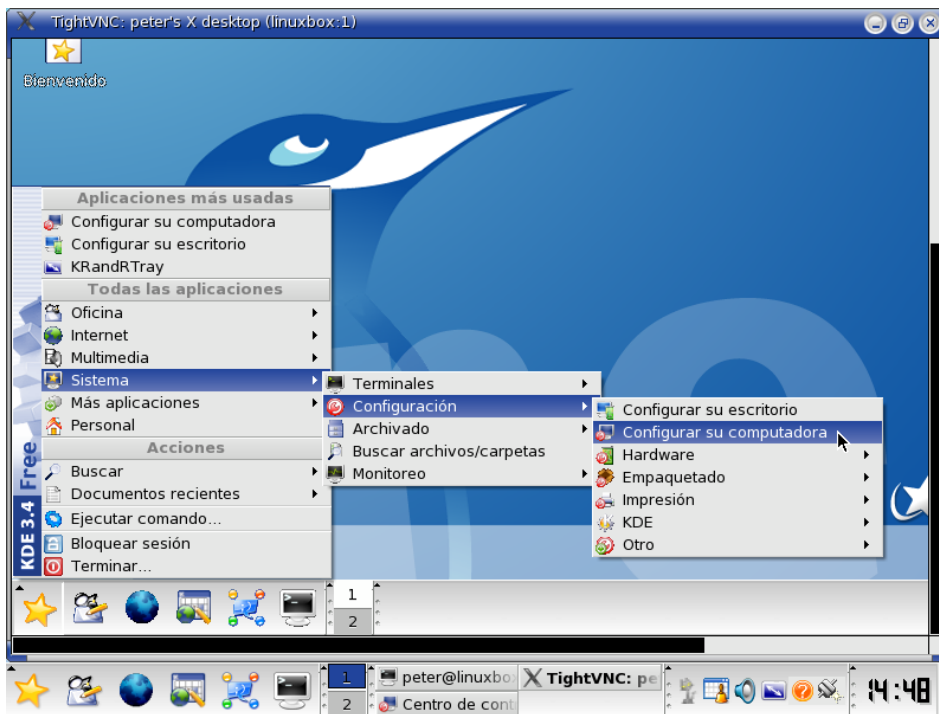 TightVNC: peter's X desktop (linuxbox:1)
Bienvenido
Aplicaciones más usadas
Configurar su computadora
Configurar su escritorio
KRandRTray
Todas las aplicaciones
Oficina
Internet
Multimedia
Sistema
Más aplicaciones
Personal
Acciones
Buscar
Documentos recientes
Ejecutar comando...
Bloquear sesión
Terminar...
KDE 3.4 Free
Terminales
Configuración
Archivado
Buscar archivos/carpetas
Monitoreo
Configurar su escritorio
Configurar su computadora
Hardware
Empaquetado
Impresión
KDE
Otro
1
2
1
2
peter@linuxbo
TightVNC: pe
Centro de cont
14:48